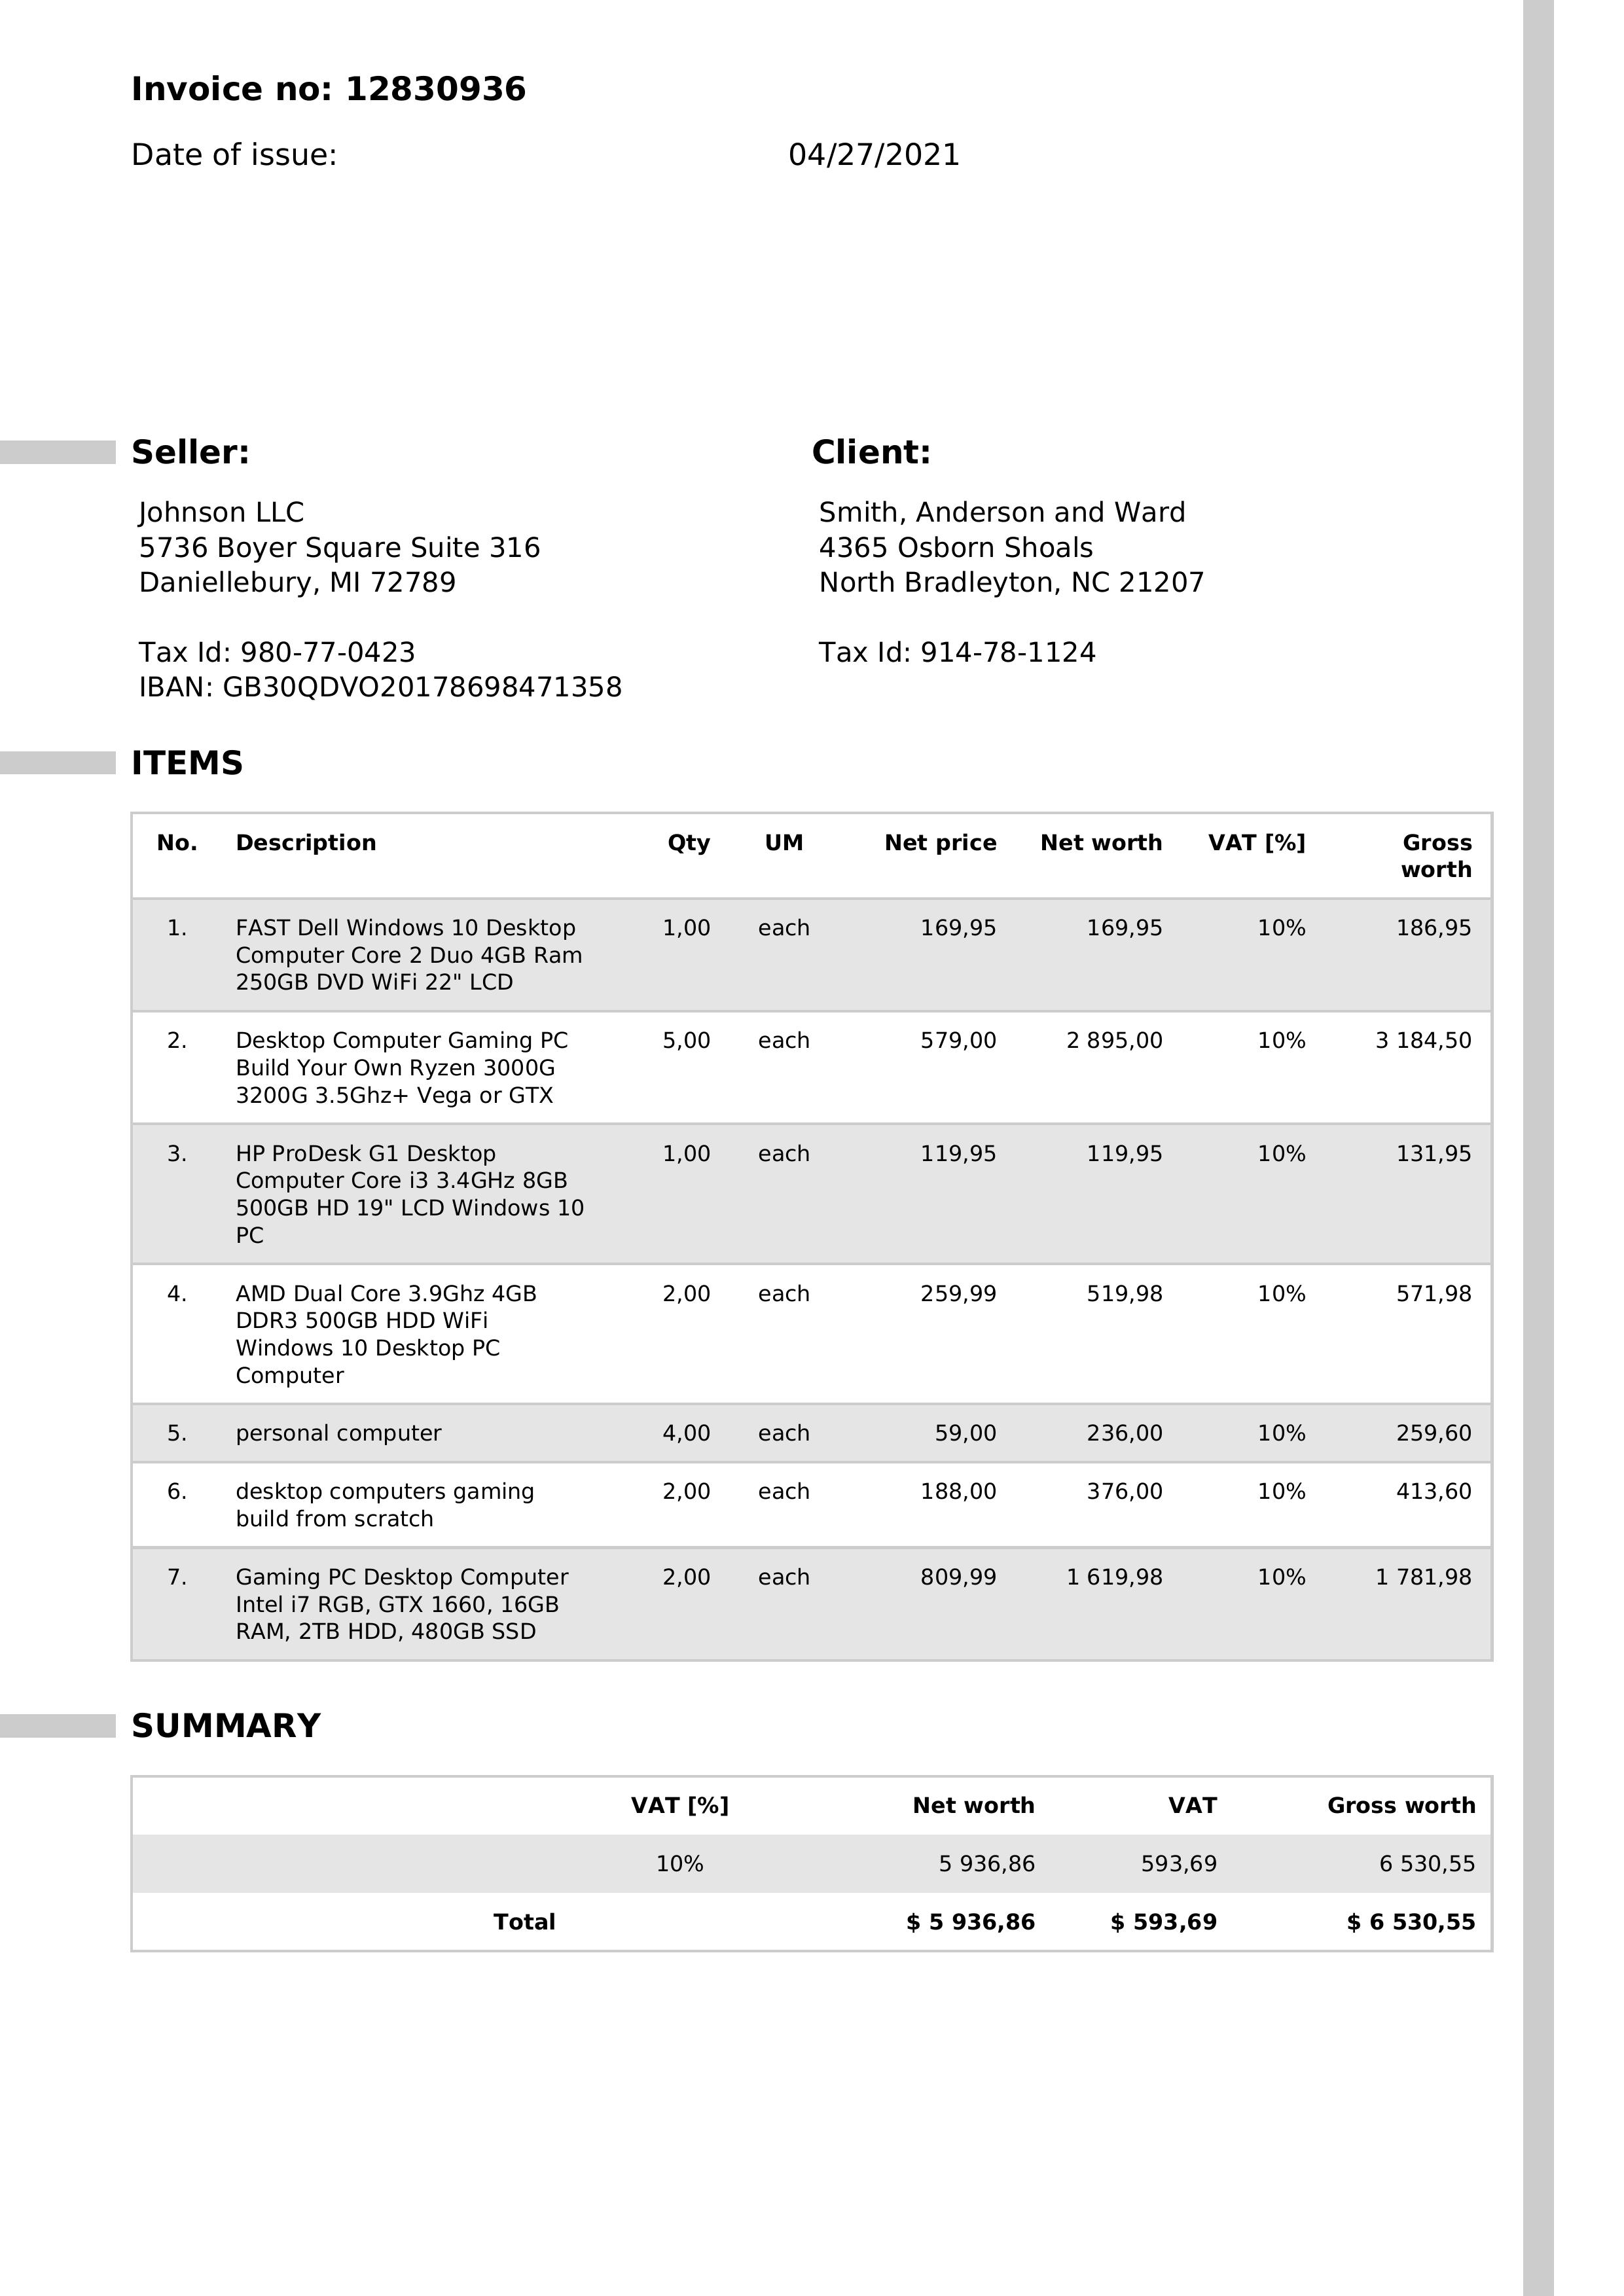 Invoice no: 12830936
Date of issue: 04/27/2021
Seller:
Johnson LLC
5736 Boyer Square Suite 316
Daniellebury, MI 72789
Tax Id: 980-77-0423
IBAN: GB30QDVO20178698471358
Client:
Smith, Anderson and Ward
4365 Osborn Shoals
North Bradleyton, NC 21207
Tax Id: 914-78-1124
ITEMS
No. Description Qty UM Net price Net worth VAT [%] Gross
worth
1. FAST Dell Windows 10 Desktop 1,00 each 169,95 169,95 10% 186,95
Computer Core 2 Duo 4GB Ram
250GB DVD WiFi 22" LCD
2. Desktop Computer Gaming PC 5,00 each 579,00 2 895,00 10% 3 184,50
Build Your Own Ryzen 3000G
3200G 3.5Ghz+ Vega or GTX
3. HP ProDesk G1 Desktop 1,00 each 119,95 119,95 10% 131,95
Computer Core i3 3.4GHz 8GB
500GB HD 19" LCD Windows 10
PC
4. AMD Dual Core 3.9Ghz 4GB 2,00 each 259,99 519,98 10% 571,98
DDR3 500GB HDD WiFi
Windows 10 Desktop PC
Computer
5. personal computer 4,00 each 59,00 236,00 10% 259,60
6. desktop computers gaming 2,00 each 188,00 376,00 10% 413,60
build from scratch
7. Gaming PC Desktop Computer 2,00 each 809,99 1 619,98 10% 1 781,98
Intel i7 RGB, GTX 1660, 16GB
RAM, 2TB HDD, 480GB SSD
SUMMARY
VAT [%] Net worth VAT Gross worth
10% 5 936,86 593,69 6 530,55
Total $ 5 936,86 $ 593,69 $ 6 530,55